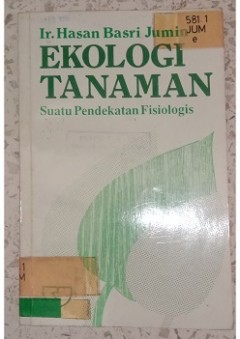 Ir. Hasan Basri Jumin
581.1
JUM
e
EKOLOGI
TANAMAN
Suatu Pendekatan Fisiologis